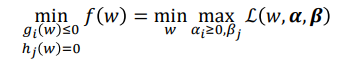 min f(w) = min max ℒ(w, α, β)
g_i(w)≤0 w α_i≥0,β_j
h_j(w)=0